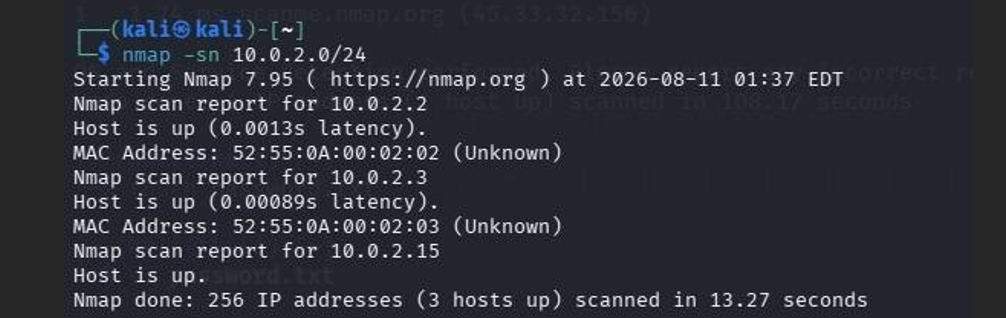 ┌──(kali㉿kali)-[~]
└─$ nmap -sn 10.0.2.0/24
Starting Nmap 7.95 ( https://nmap.org ) at 2026-08-11 01:37 EDT
Nmap scan report for 10.0.2.2
Host is up (0.0013s latency).
MAC Address: 52:55:0A:00:02:02 (Unknown)
Nmap scan report for 10.0.2.3
Host is up (0.00089s latency).
MAC Address: 52:55:0A:00:02:03 (Unknown)
Nmap scan report for 10.0.2.15
Host is up.
Nmap done: 256 IP addresses (3 hosts up) scanned in 13.27 seconds